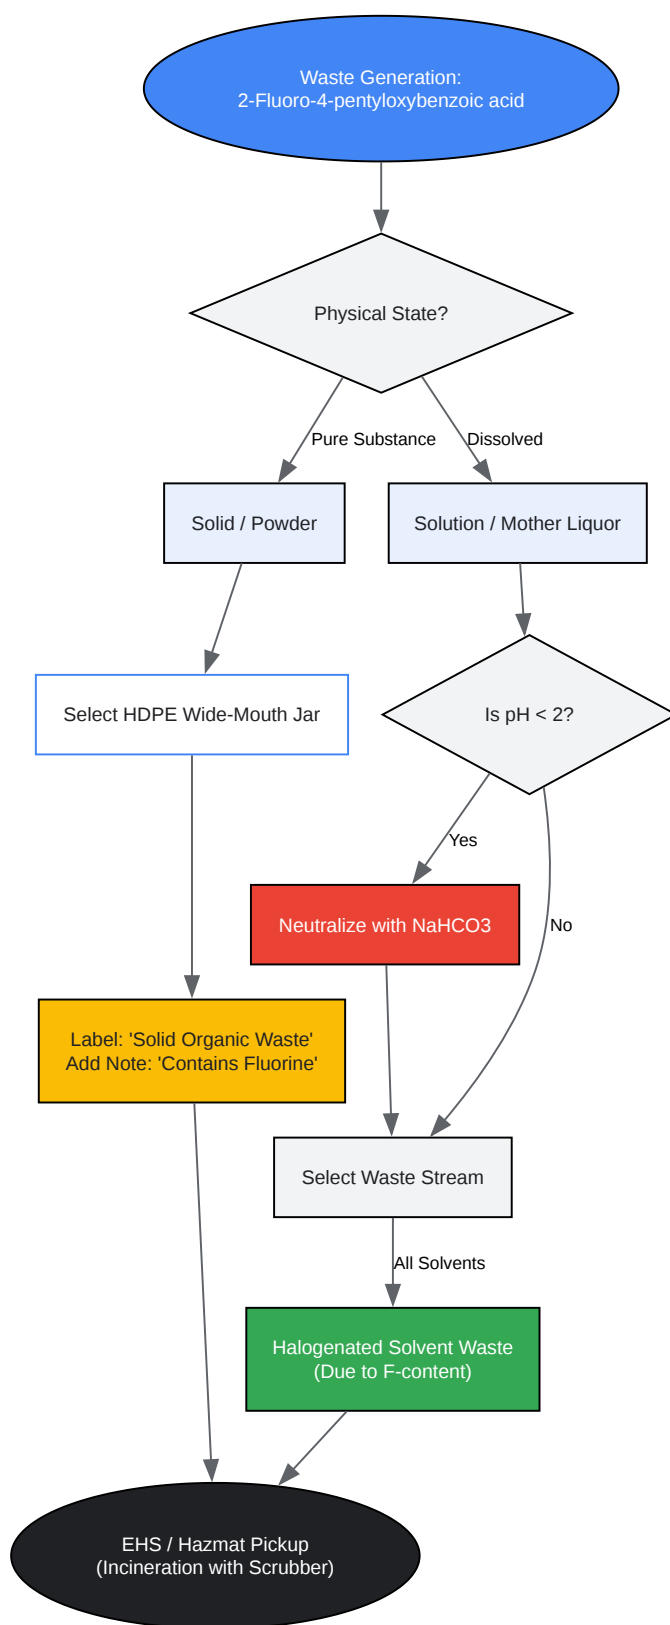 Waste Generation:
2-Fluoro-4-pentyloxybenzoic acid
Physical State?
Pure Substance
Dissolved
Solid / Powder
Solution / Mother Liquor
Select HDPE Wide-Mouth Jar
Is pH < 2?
Yes
Neutralize with NaHCO3
No
Label: 'Solid Organic Waste'
Add Note: 'Contains Fluorine'
Select Waste Stream
All Solvents
Halogenated Solvent Waste
(Due to F-content)
EHS / Hazmat Pickup
(Incineration with Scrubber)